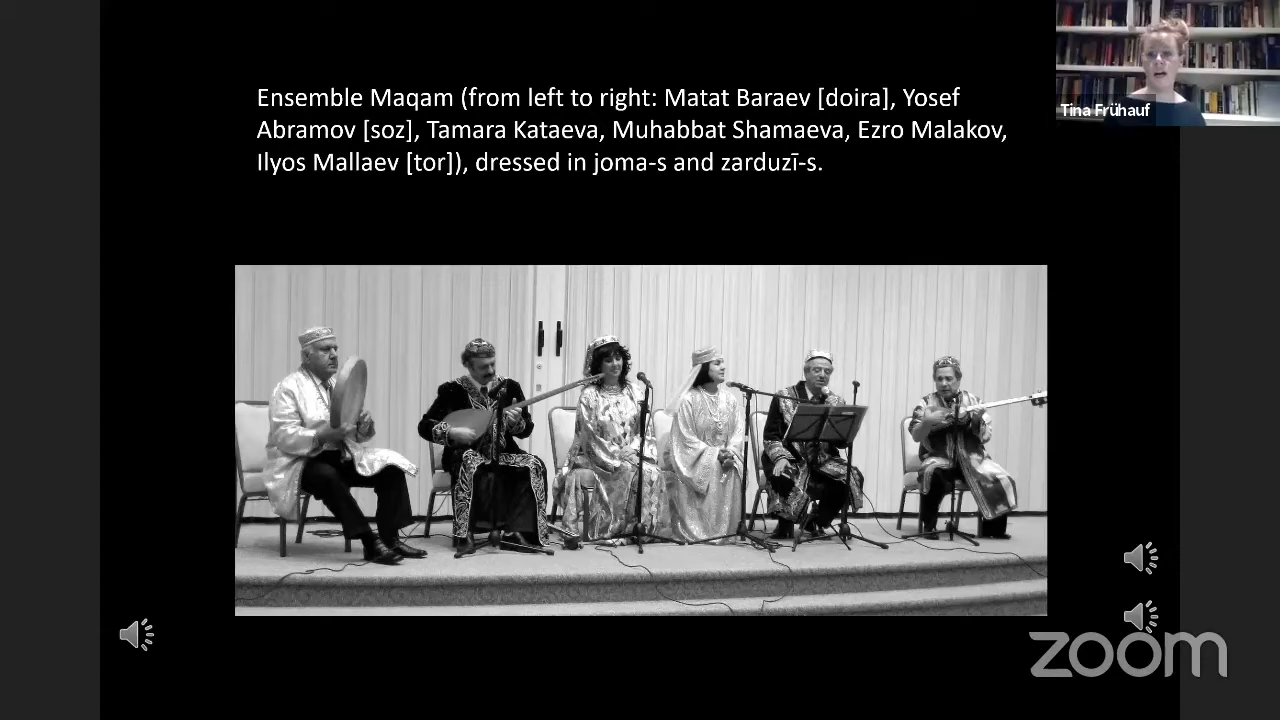 Ensemble Maqam (from left to right: Matat Baraev [doira], Yosef
Abramov [soz], Tamara Kataeva, Muhabbat Shamaeva, Ezro Malakov,
Ilyos Mallaev [tor]), dressed in joma-s and zarduzī-s.
Tina Frühauf
zoom